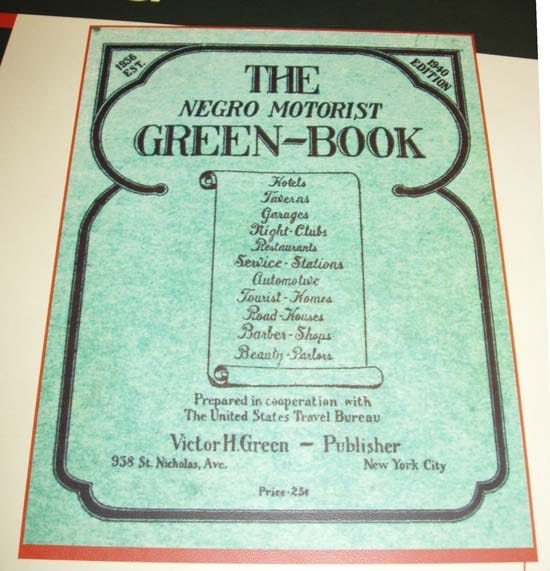 1936
EST.
1940
EDITION
THE
NEGRO MOTORIST
GREEN-BOOK
Hotels
Taverns
Garages
Night-Clubs
Restaurants
Service-Stations
Automotive
Tourist-Homes
Road-Houses
Barber-Shops
Beauty-Parlors
Prepared in cooperation with
The United States Travel Bureau
Victor H. Green — Publisher
938 St. Nicholas, Ave. New York City
Price-25¢